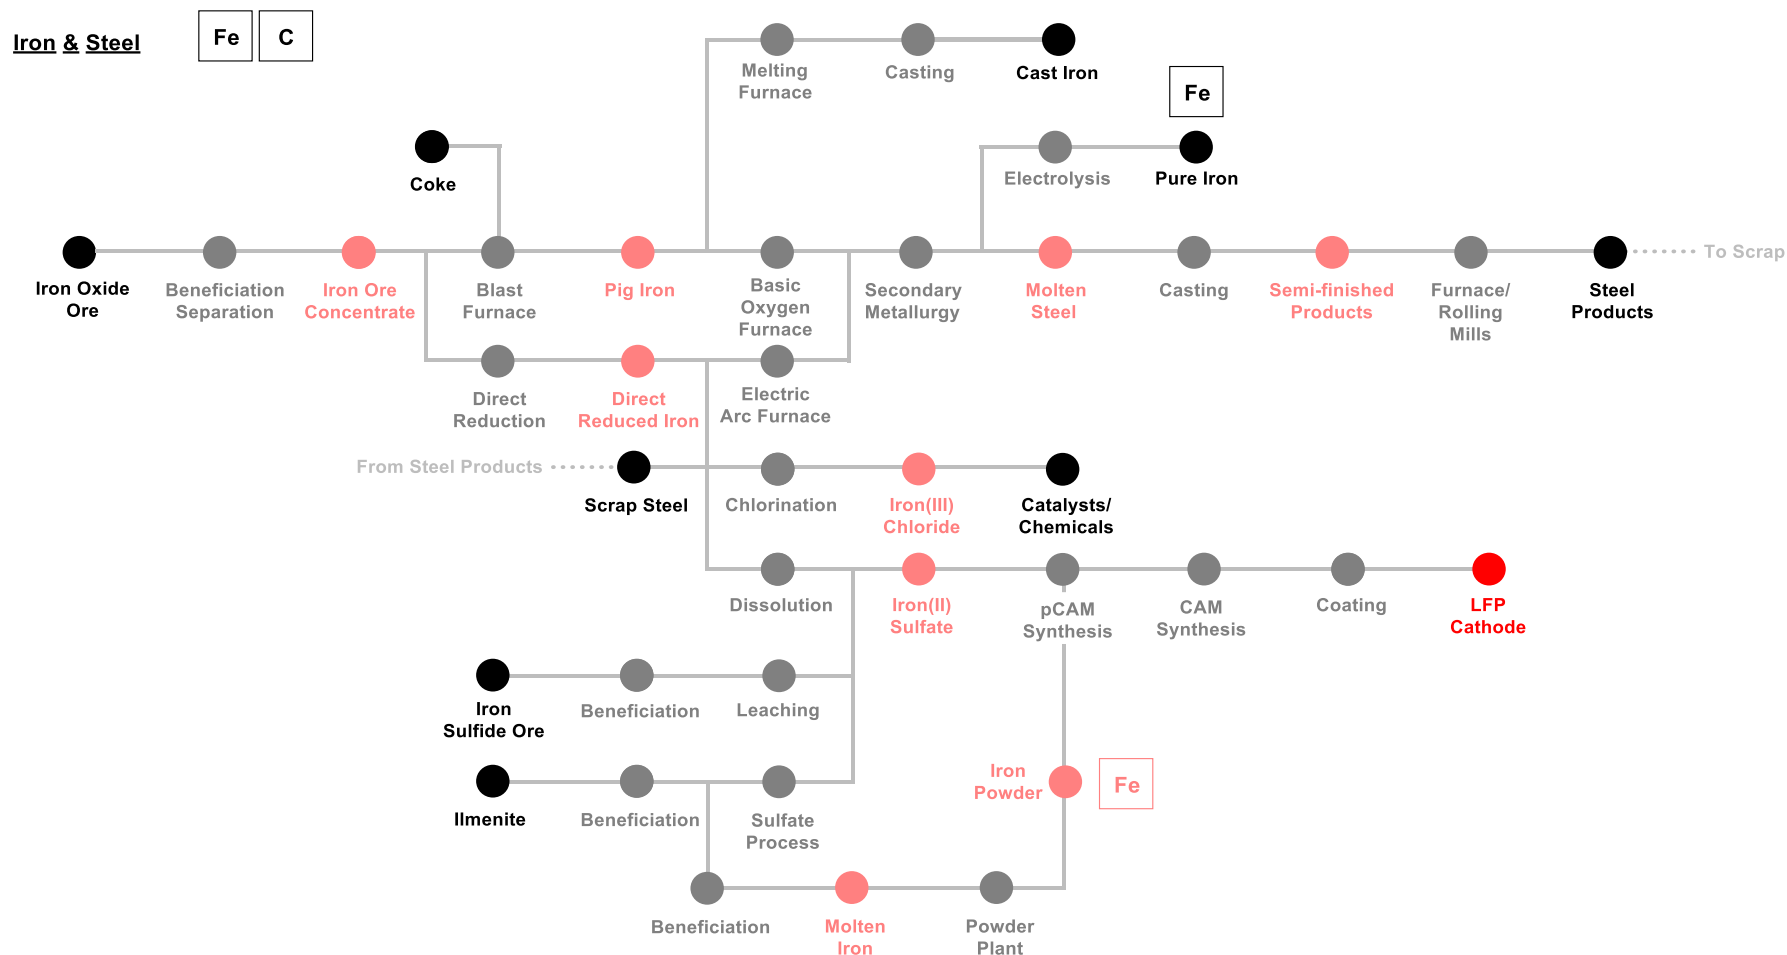 Iron & Steel
Fe
C
Melting
Furnace
Casting
Cast Iron
Fe
Coke
Electrolysis
Pure Iron
Iron Oxide
Ore
Beneficiation
Separation
Iron Ore
Concentrate
Blast
Furnace
Pig Iron
Basic
Oxygen
Furnace
Secondary
Metallurgy
Molten
Steel
Casting
Semi-finished
Products
Furnace/
Rolling
Mills
Steel
Products
To Scrap
Direct
Reduction
Direct
Reduced Iron
Electric
Arc Furnace
From Steel Products
Scrap Steel
Chlorination
Iron(III)
Chloride
Catalysts/
Chemicals
Dissolution
Iron(II)
Sulfate
pCAM
Synthesis
CAM
Synthesis
Coating
LFP
Cathode
Iron
Sulfide Ore
Beneficiation
Leaching
Iron
Powder
Fe
Ilmenite
Beneficiation
Sulfate
Process
Beneficiation
Molten
Iron
Powder
Plant